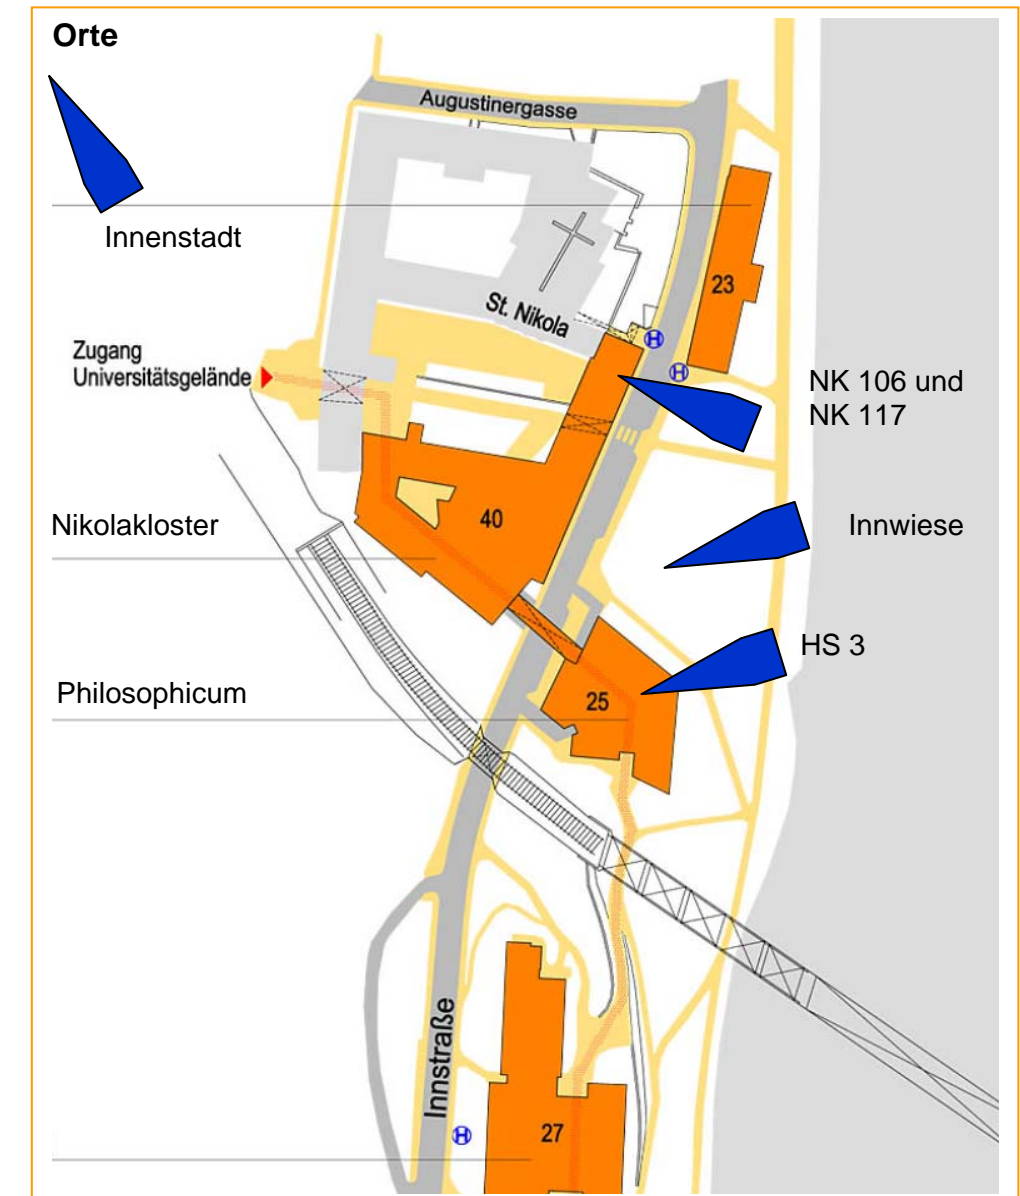 Orte
Augustinergasse
Innenstadt
23
St. Nikola
H
Zugang
Universitätsgelände
H
NK 106 und
NK 117
Nikolakloster
40
Innwiese
HS 3
Philosophicum
25
Innstraße
H
27